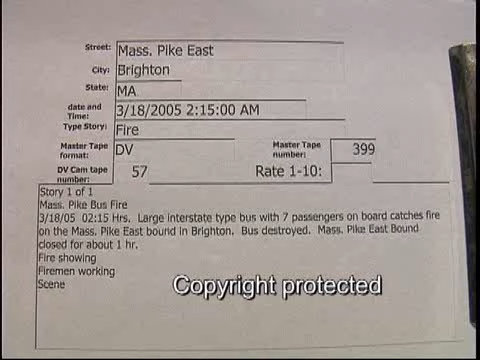 Street: Mass. Pike East
City: Brighton
State: MA
date and Time: 3/18/2005 2:15:00 AM
Type Story: Fire
Master Tape format: DV Master Tape number: 399
DV Cam tape number: 57 Rate 1-10:
Story 1 of 1
Mass. Pike Bus Fire
3/18/05 02:15 Hrs. Large interstate type bus with 7 passengers on board catches fire
on the Mass. Pike East bound in Brighton. Bus destroyed. Mass. Pike East Bound
closed for about 1 hr.
Fire showing
Firemen working
Scene
Copyright protected